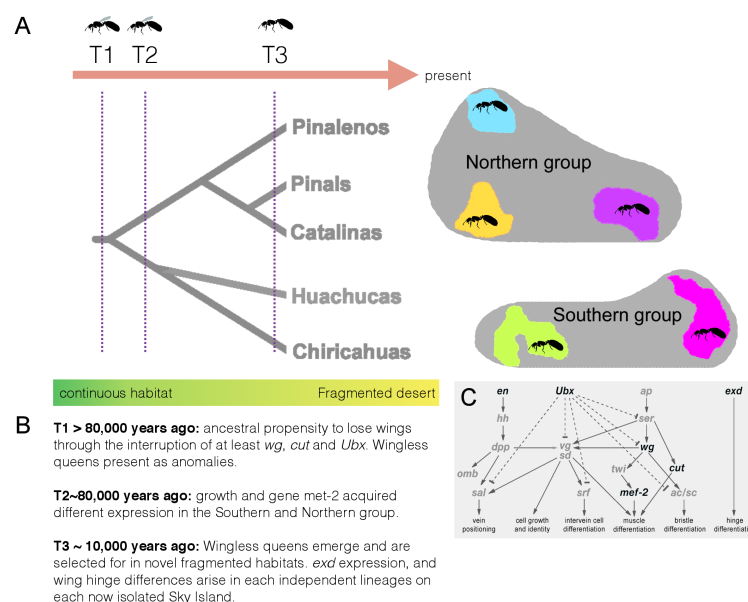 A
T1 T2 T3
present
Pinalenos
Pinals
Catalinas
Huachucas
Chiricahuas
Northern group
Southern group
continuous habitat Fragmented desert
B
T1 > 80,000 years ago: ancestral propensity to lose wings
through the interruption of at least wg, cut and Ubx. Wingless
queens present as anomalies.
T2~80,000 years ago: growth and gene met-2 acquired
different expression in the Southern and Northern group.
T3 ~ 10,000 years ago: Wingless queens emerge and are
selected for in novel fragmented habitats. exd expression, and
wing hinge differences arise in each independent lineages on
each now isolated Sky Island.
C
en Ubx ap exd
hh ser
dpp vg wg
sd
omb twi cut
sal srf mef-2 ac/sc
vein
positioning
cell growth
and identity
intervein cell
differentiation
muscle
differentiation
bristle
differentiation
hinge
differentiation